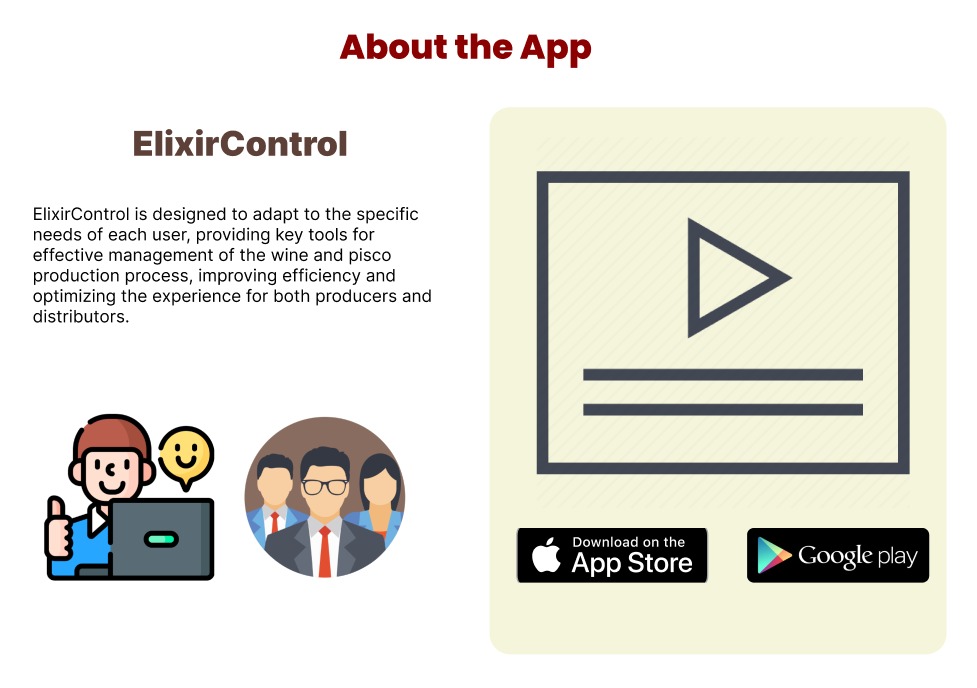 About the App
ElixirControl
ElixirControl is designed to adapt to the specific
needs of each user, providing key tools for
effective management of the wine and pisco
production process, improving efficiency and
optimizing the experience for both producers and
distributors.
Download on the
App Store
Google play